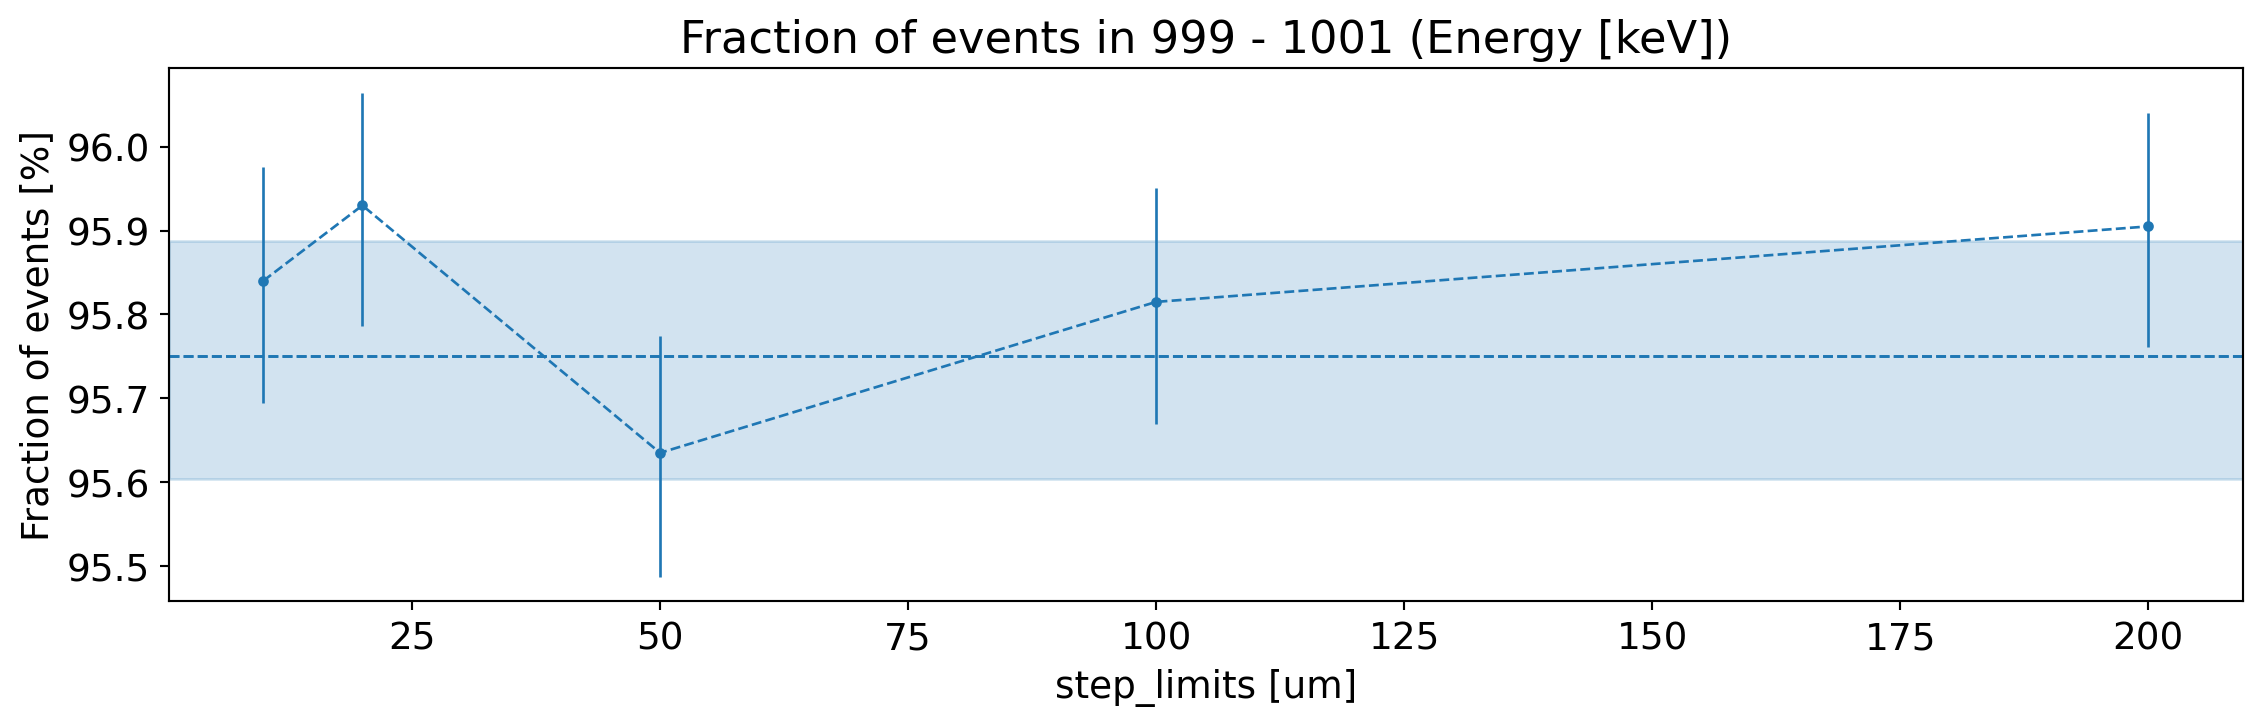 Fraction of events in 999 - 1001 (Energy [keV])
Fraction of events [%]
96.0
95.9
95.8
95.7
95.6
95.5
25 50 75 100 125 150 175 200
step_limits [um]